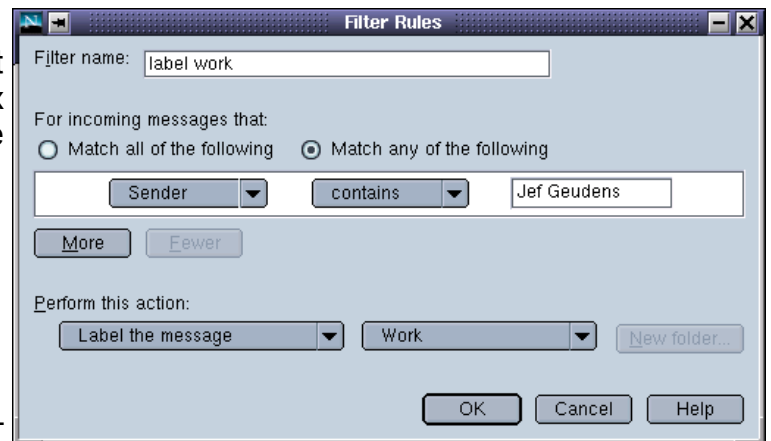 Filter Rules
Filter name: label work
For incoming messages that:
Match all of the following Match any of the following
Sender contains Jef Geudens
More Fewer
Perform this action:
Label the message Work New folder...
OK Cancel Help